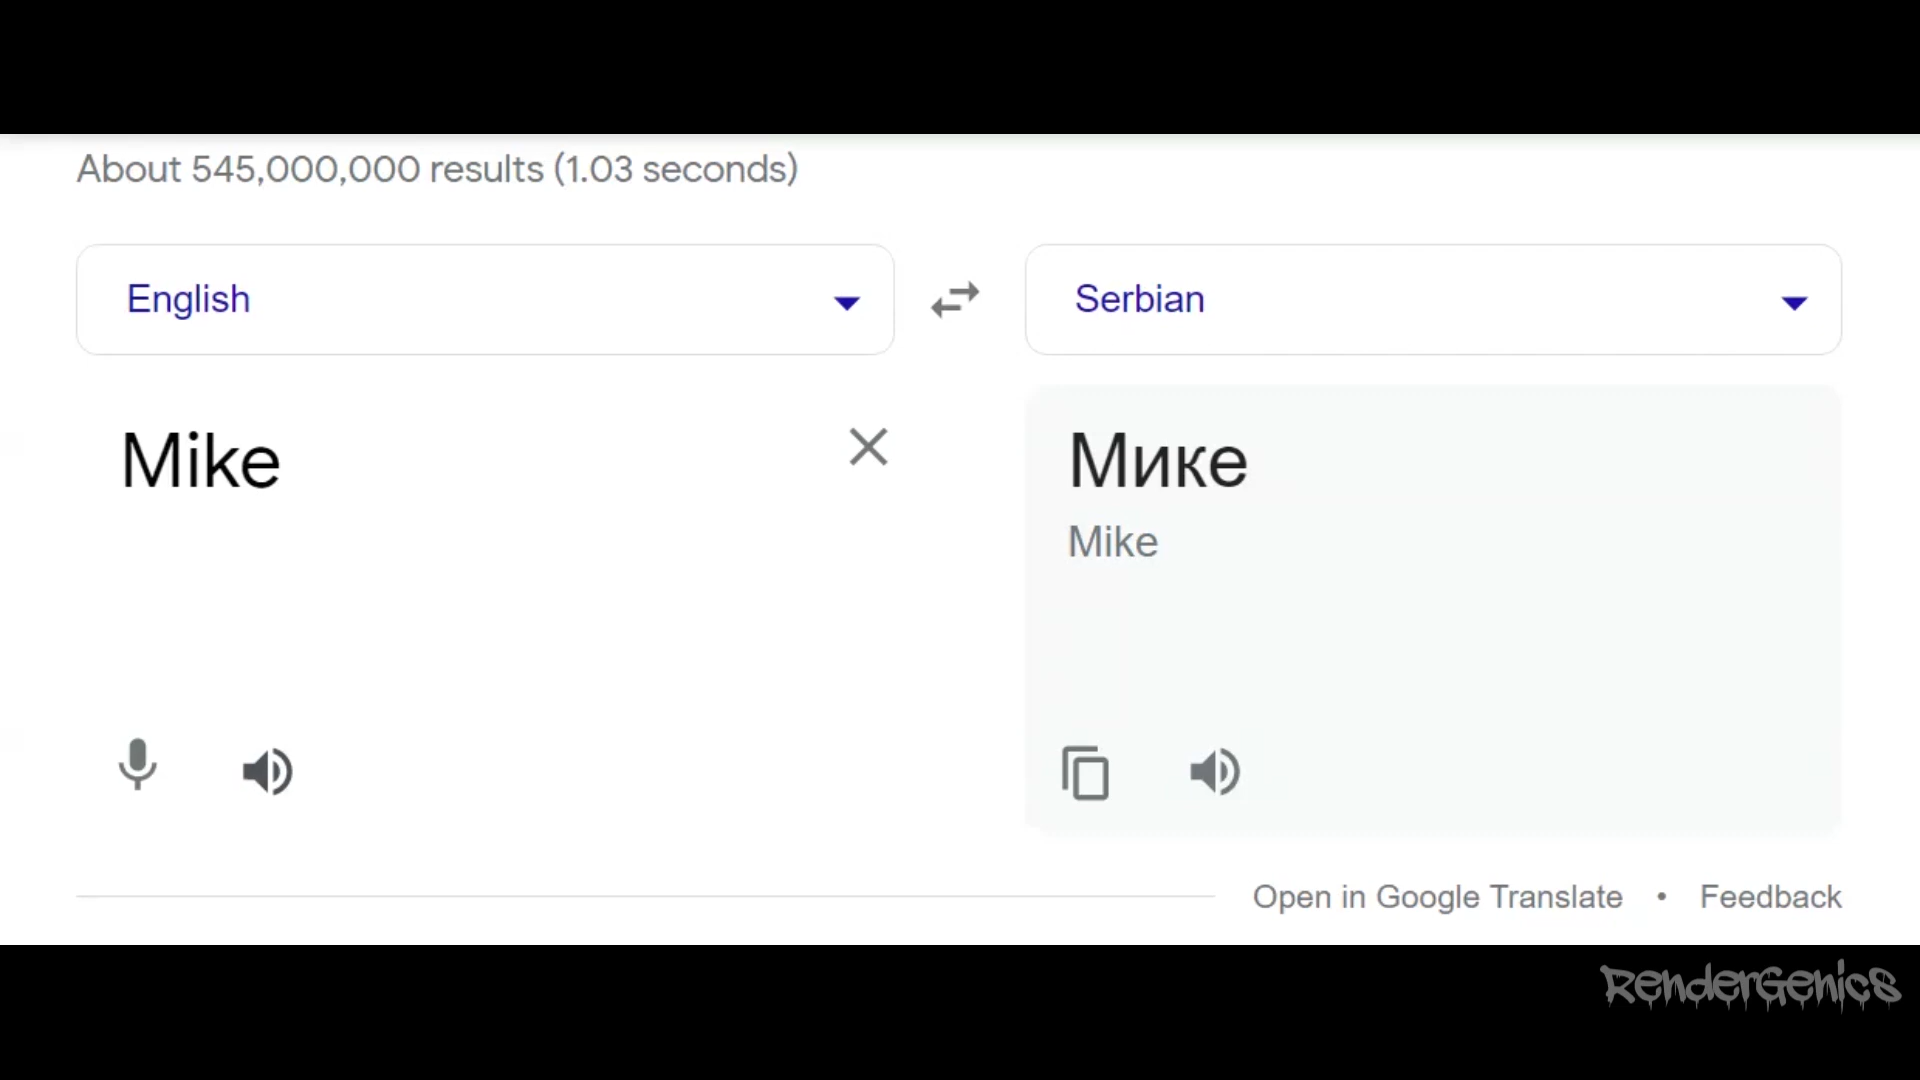 About 545,000,000 results (1.03 seconds)
English
Serbian
Mike
Мике
Mike
Open in Google Translate • Feedback
RenderGenics